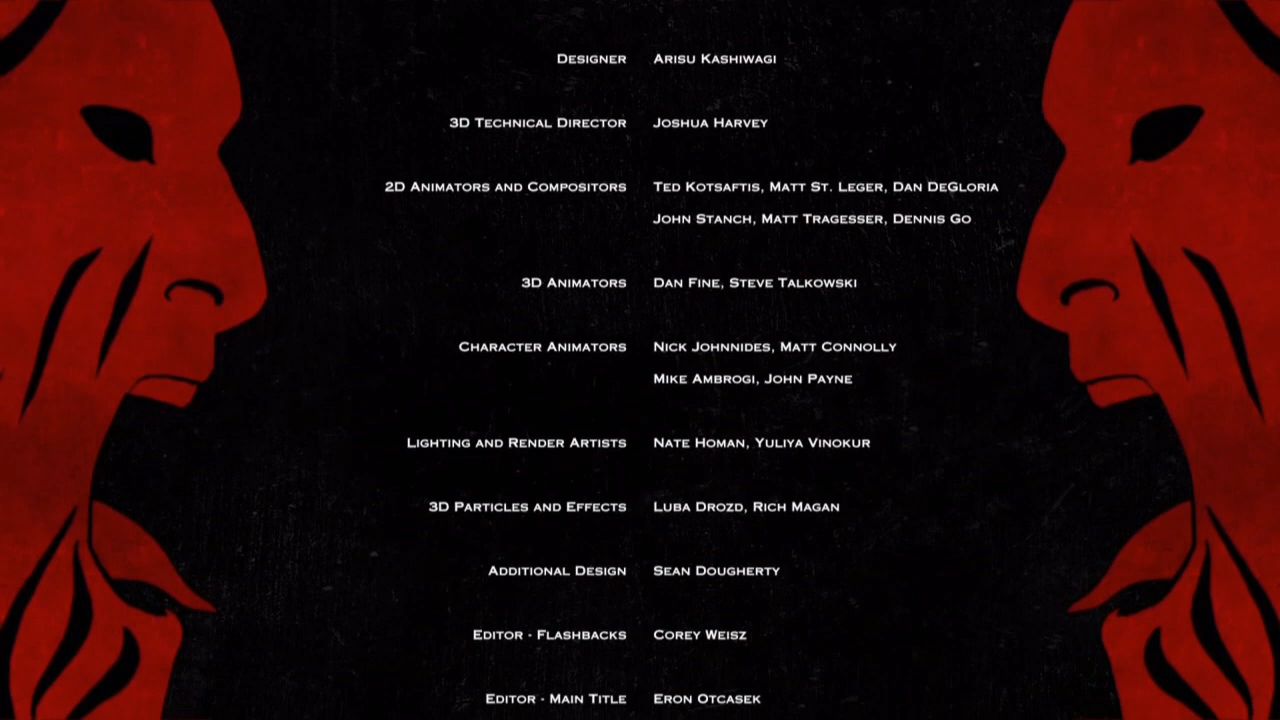 Designer Arisu Kashiwagi
3D Technical Director Joshua Harvey
2D Animators and Compositors Ted Kotsaftis, Matt St. Leger, Dan DeGloria
John Stanch, Matt Tragesser, Dennis Go
3D Animators Dan Fine, Steve Talkowski
Character Animators Nick Johnnides, Matt Connolly
Mike Ambrogi, John Payne
Lighting and Render Artists Nate Homan, Yuliya Vinokur
3D Particles and Effects Luba Drozd, Rich Magan
Additional Design Sean Dougherty
Editor - Flashbacks Corey Weisz
Editor - Main Title Eron Otcasek